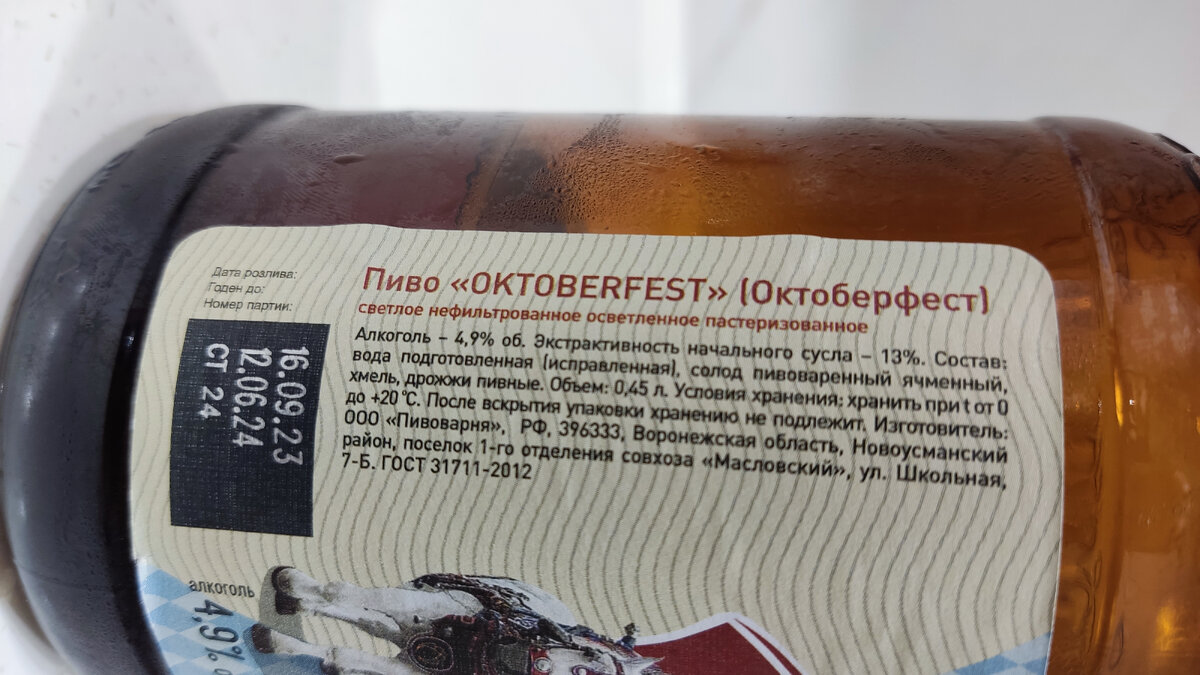 Дата розлива:
Годен до:
Номер партии:
16.09.23
12.06.24
СТ 24
Пиво «OKTOBERFEST» (Октоберфест)
светлое нефильтрованное осветленное пастеризованное
Алкоголь – 4,9% об. Экстрактивность начального сусла – 13%. Состав:
вода подготовленная (исправленная), солод пивоваренный ячменный,
хмель, дрожжи пивные. Объем: 0,45 л. Условия хранения: хранить при t от 0
до +20 °C. После вскрытия упаковки хранению не подлежит. Изготовитель:
ООО «Пивоварня», РФ, 396333, Воронежская область, Новоусманский
район, поселок 1-го отделения совхоза «Масловский», ул. Школьная,
7-Б. ГОСТ 31711-2012
алкоголь
4,9%